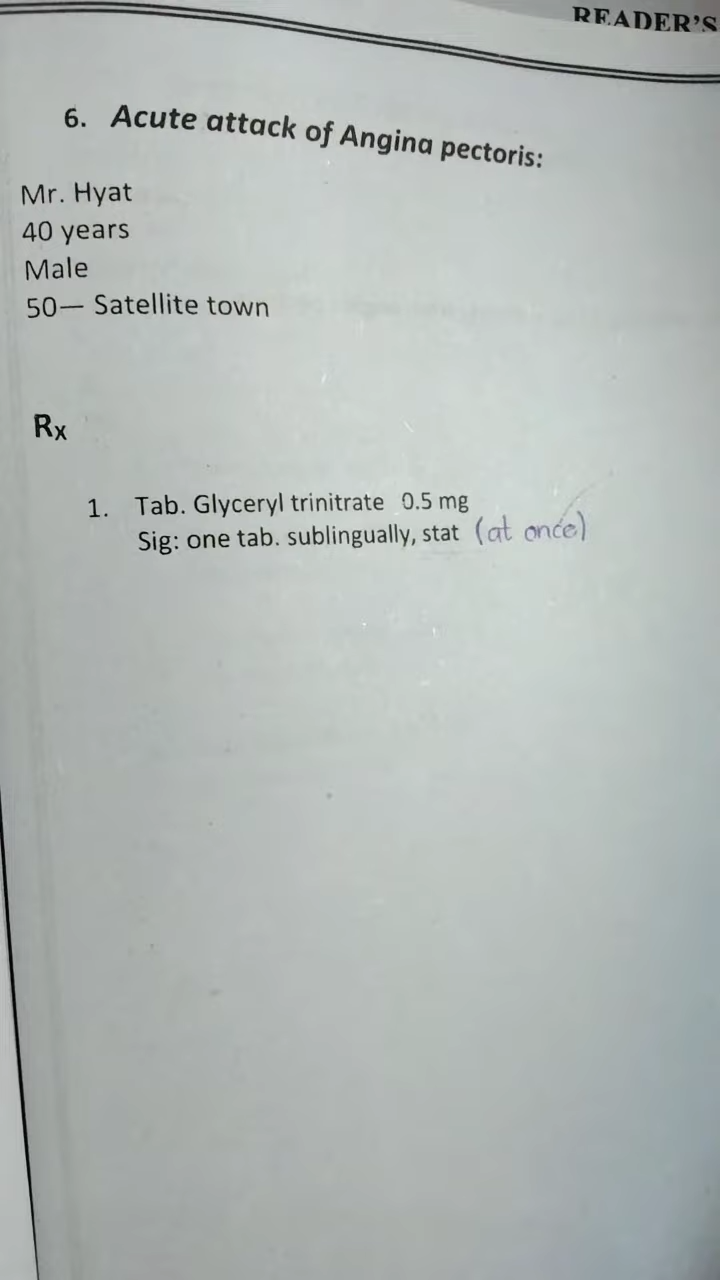 READER'S
6. Acute attack of Angina pectoris:
Mr. Hyat
40 years
Male
50— Satellite town
Rx
1. Tab. Glyceryl trinitrate 0.5 mg
Sig: one tab. sublingually, stat (at once)